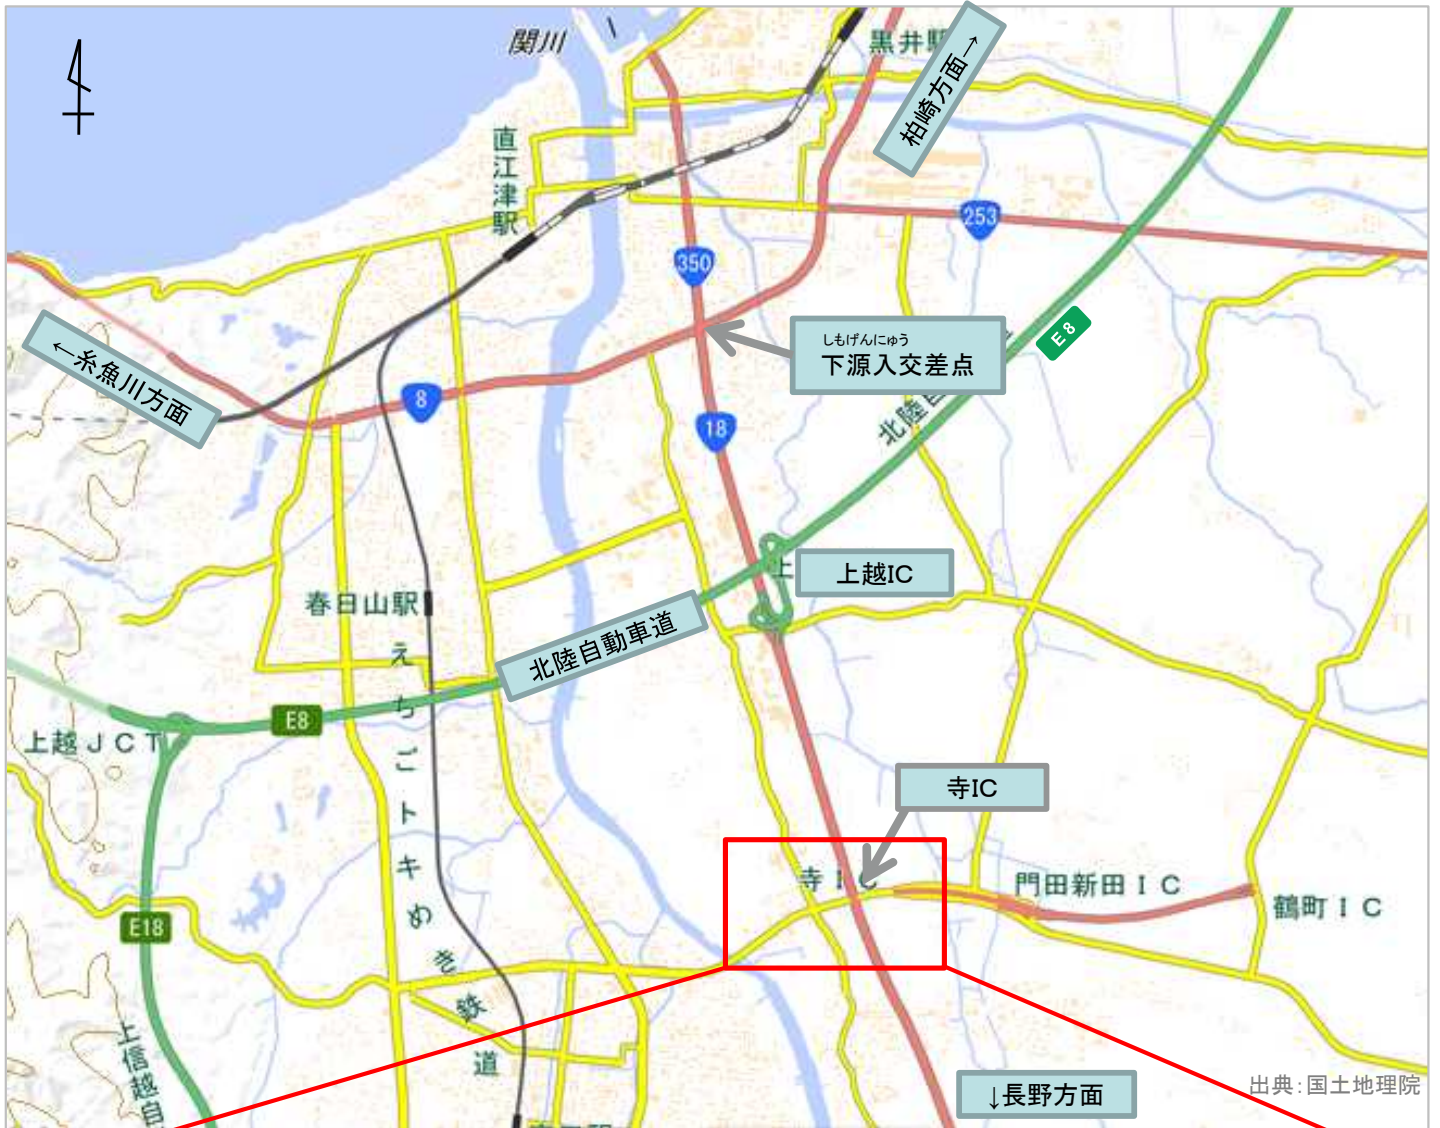 関川
黒井駅
柏崎方面→
直江津駅
253
350
しもげんにゅう
下源入交差点
E8
←糸魚川方面
8
18
北陸自
上
上越IC
春日山駅
北陸自動車道
えちごトキめき鉄道
E8
上越JCT
寺IC
寺IC
門田新田IC
鶴町IC
E18
上信越自
↓長野方面
出典:国土地理院